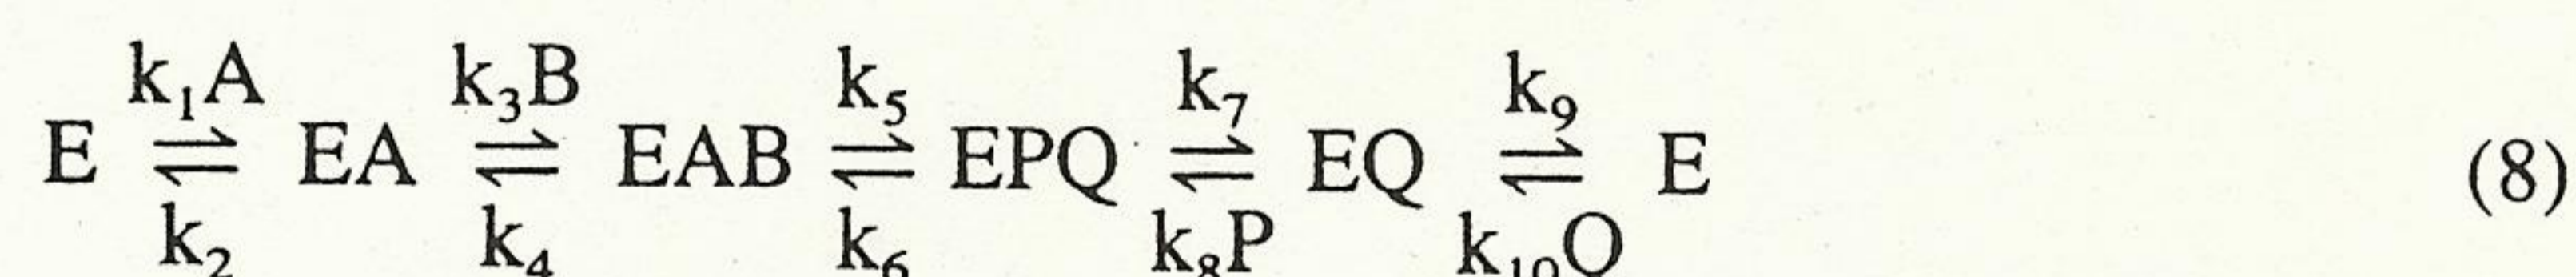 k₁A k₃B k₅ k₇ k₉
E ⇌ EA ⇌ EAB ⇌ EPQ ⇌ EQ ⇌ E (8)
k₂ k₄ k₆ k₈P k₁₀Q